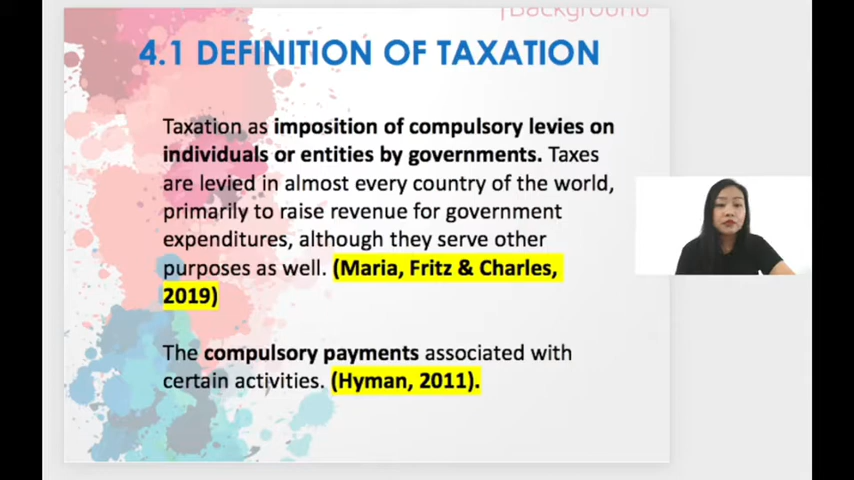 |Background
4.1 DEFINITION OF TAXATION
Taxation as imposition of compulsory levies on
individuals or entities by governments. Taxes
are levied in almost every country of the world,
primarily to raise revenue for government
expenditures, although they serve other
purposes as well. (Maria, Fritz & Charles,
2019)
The compulsory payments associated with
certain activities. (Hyman, 2011).